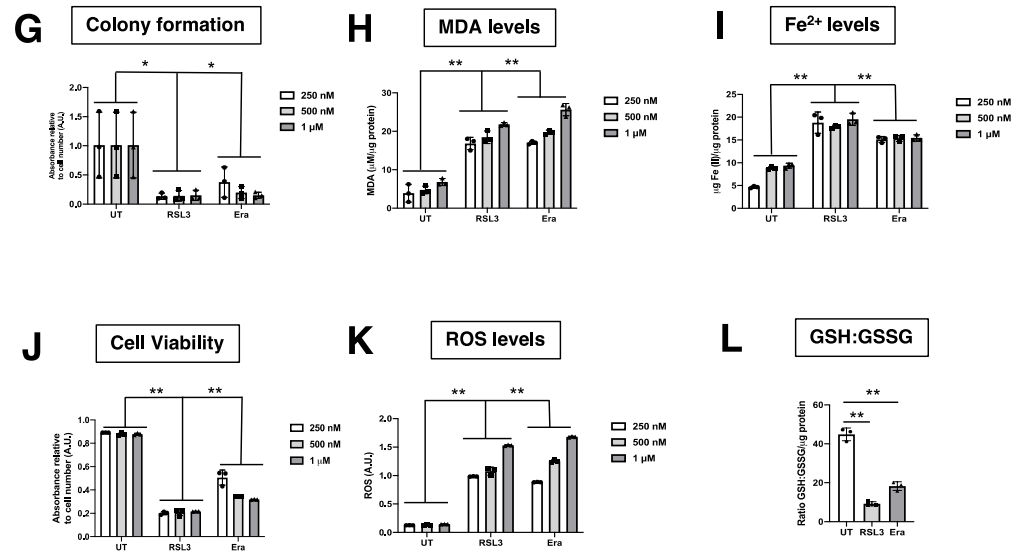 G Colony formation
* *
Absorbance relative
to cell number (A.U.)
2.0
1.5
1.0
0.5
0.0
UT RSL3 Era
250 nM
500 nM
1 µM
H MDA levels
** **
MDA (µM/µg protein)
40
30
20
10
0
UT RSL3 Era
250 nM
500 nM
1 µM
I Fe²⁺ levels
** **
µg Fe (II)/µg protein
25
20
15
10
5
0
UT RSL3 Era
250 nM
500 nM
1 µM
J Cell Viability
** **
Absorbance relative
to cell number (A.U.)
1.0
0.8
0.6
0.4
0.2
0.0
UT RSL3 Era
250 nM
500 nM
1 µM
K ROS levels
** **
ROS (A.U.)
2.0
1.5
1.0
0.5
0.0
UT RSL3 Era
250 nM
500 nM
1 µM
L GSH:GSSG
**
**
Ratio GSH:GSSG/µg protein
60
40
20
0
UT RSL3 Era